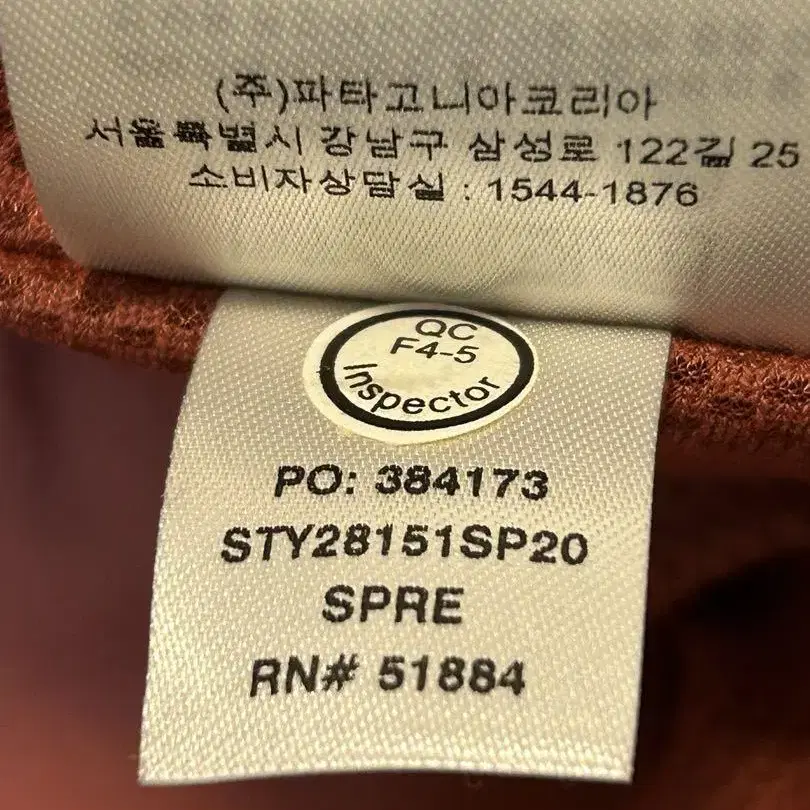 (주)파타고니아코리아
서울특별시 강남구 삼성로 122길 25
소비자상담실 : 1544-1876
QC
F4-5
Inspector
PO: 384173
STY28151SP20
SPRE
RN# 51884